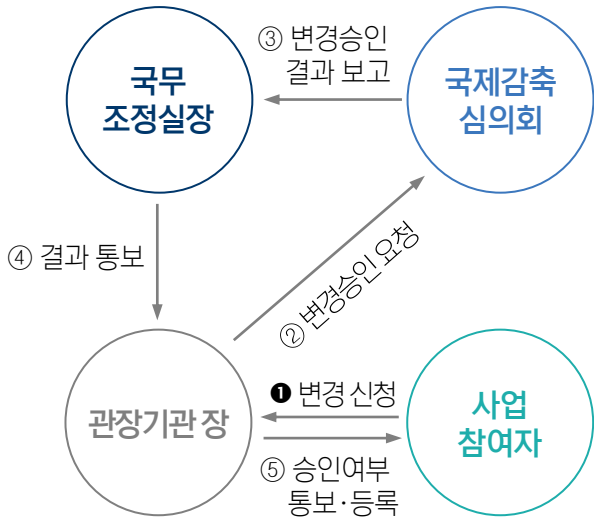 ③ 변경승인
결과 보고
국무
조정실장
국제감축
심의회
④ 결과 통보
② 변경승인 요청
❶ 변경 신청
관장기관 장
사업
참여자
⑤ 승인여부
통보·등록